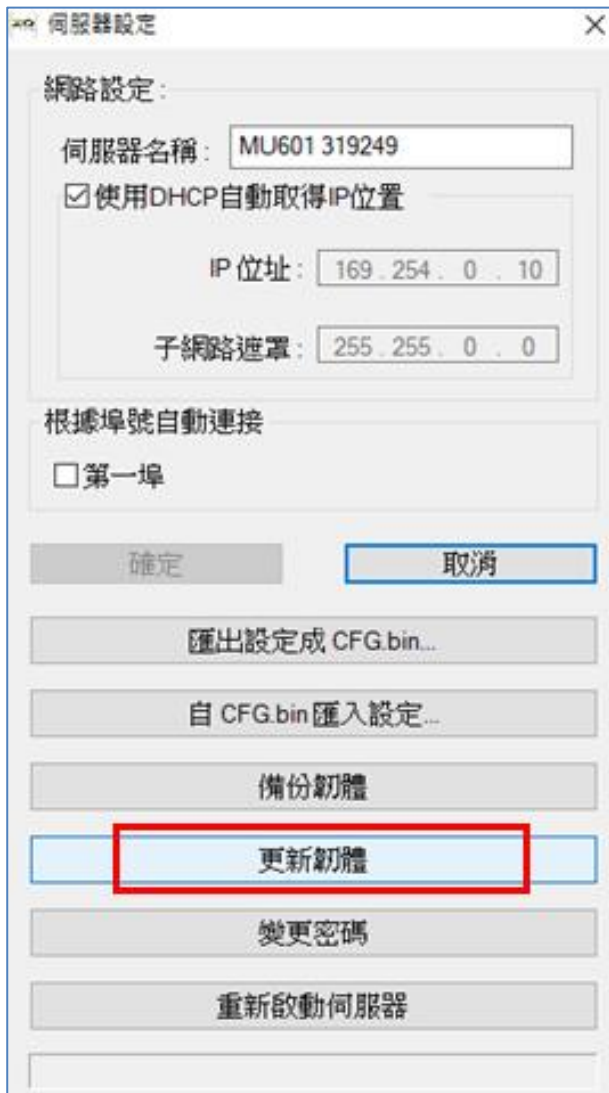 伺服器設定
網路設定：
伺服器名稱： MU601 319249
使用DHCP自動取得IP位置
IP 位址： 169 . 254 . 0 . 10
子網路遮罩： 255 . 255 . 0 . 0
根據埠號自動連接
第一埠
確定 取消
匯出設定成 CFG.bin...
自 CFG.bin 匯入設定...
備份韌體
更新韌體
變更密碼
重新啟動伺服器